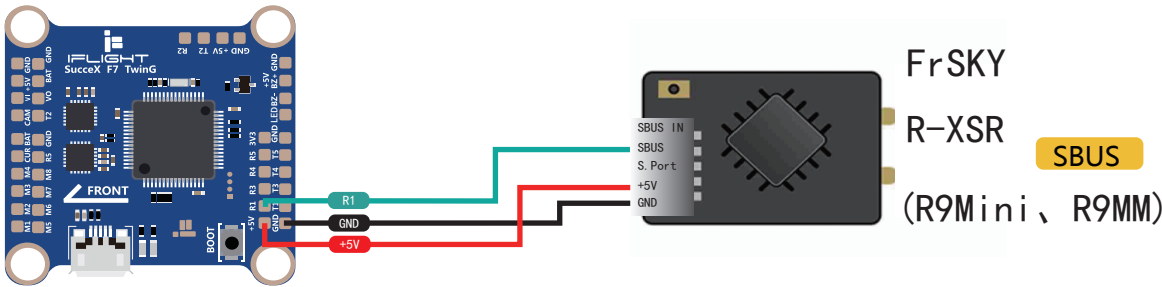 R2 T2 +5V GND
iFLIGHT
SucceX F7 TwinG
GND
+5V
VI
CAM
GND
BAT
VO
T2
BAT
CUR
M4
M3
M2
M1
GND
R5
M8
M7
M6
M5
GND
+5V
BZ+
BZ-
LED
3V3
R5
R4
R3
R1
+5V
GND
T5
T4
T3
GND
FRONT
BOOT
R1
GND
+5V
SBUS IN
SBUS
S.Port
+5V
GND
FrSKY
R-XSR
SBUS
(R9Mini、R9MM)